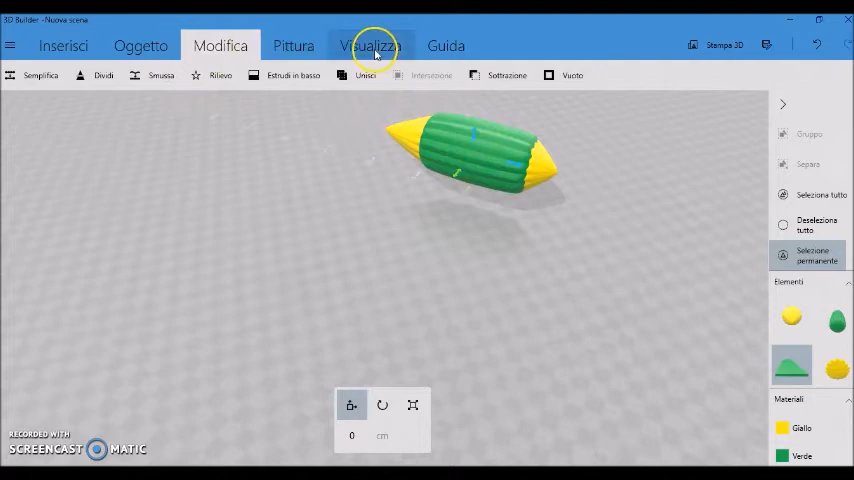 3D Builder -Nuova scena
Inserisci Oggetto Modifica Pittura Visualizza Guida
Stampa 3D
Semplifica Dividi Smussa Rilievo Estrudi in basso Unisci Intersezione Sottrazione Vuoto
Gruppo
Separa
Seleziona tutto
Deseleziona
tutto
Selezione
permanente
Elementi
0 cm
Materiali
Giallo
Verde
RECORDED WITH
SCREENCAST MATIC